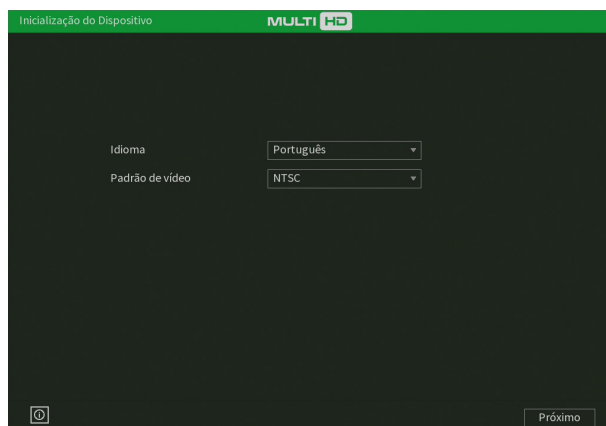 Inicialização do Dispositivo MULTI HD
Idioma Português
Padrão de vídeo NTSC
Próximo